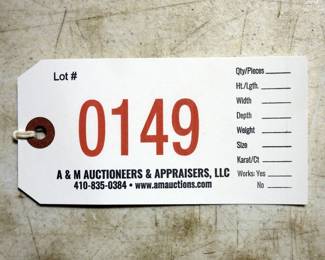 Lot #
0149
A & M AUCTIONEERS & APPRAISERS, LLC
410-835-0384 • www.amauctions.com
Qty/Pieces
Ht./Lgth.
Width
Depth
Weight
Size
Karat/Ct
Works: Yes
No